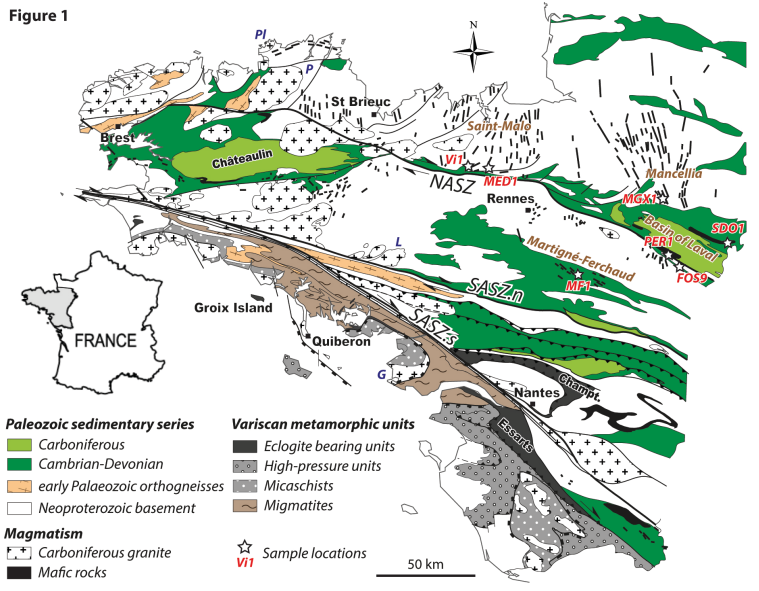 Figure 1
Pl
N
P
St Brieuc
Saint-Malo
Brest
Châteaulin
Vi1
NASZ
MED1
Mancellia
Rennes
MGX1
Basin of Laval
SDO1
PER1
L
Martigné-Ferchaud
MF1
FOS9
SASZ.n
Groix Island
SASZ.s
FRANCE
Quiberon
G
Champt.
Nantes
Essarts
Paleozoic sedimentary series
Carboniferous
Cambrian-Devonian
early Palaeozoic orthogneisses
Neoproterozoic basement
Magmatism
Carboniferous granite
Mafic rocks
Variscan metamorphic units
Eclogite bearing units
High-pressure units
Micaschists
Migmatites
Vi1
Sample locations
50 km